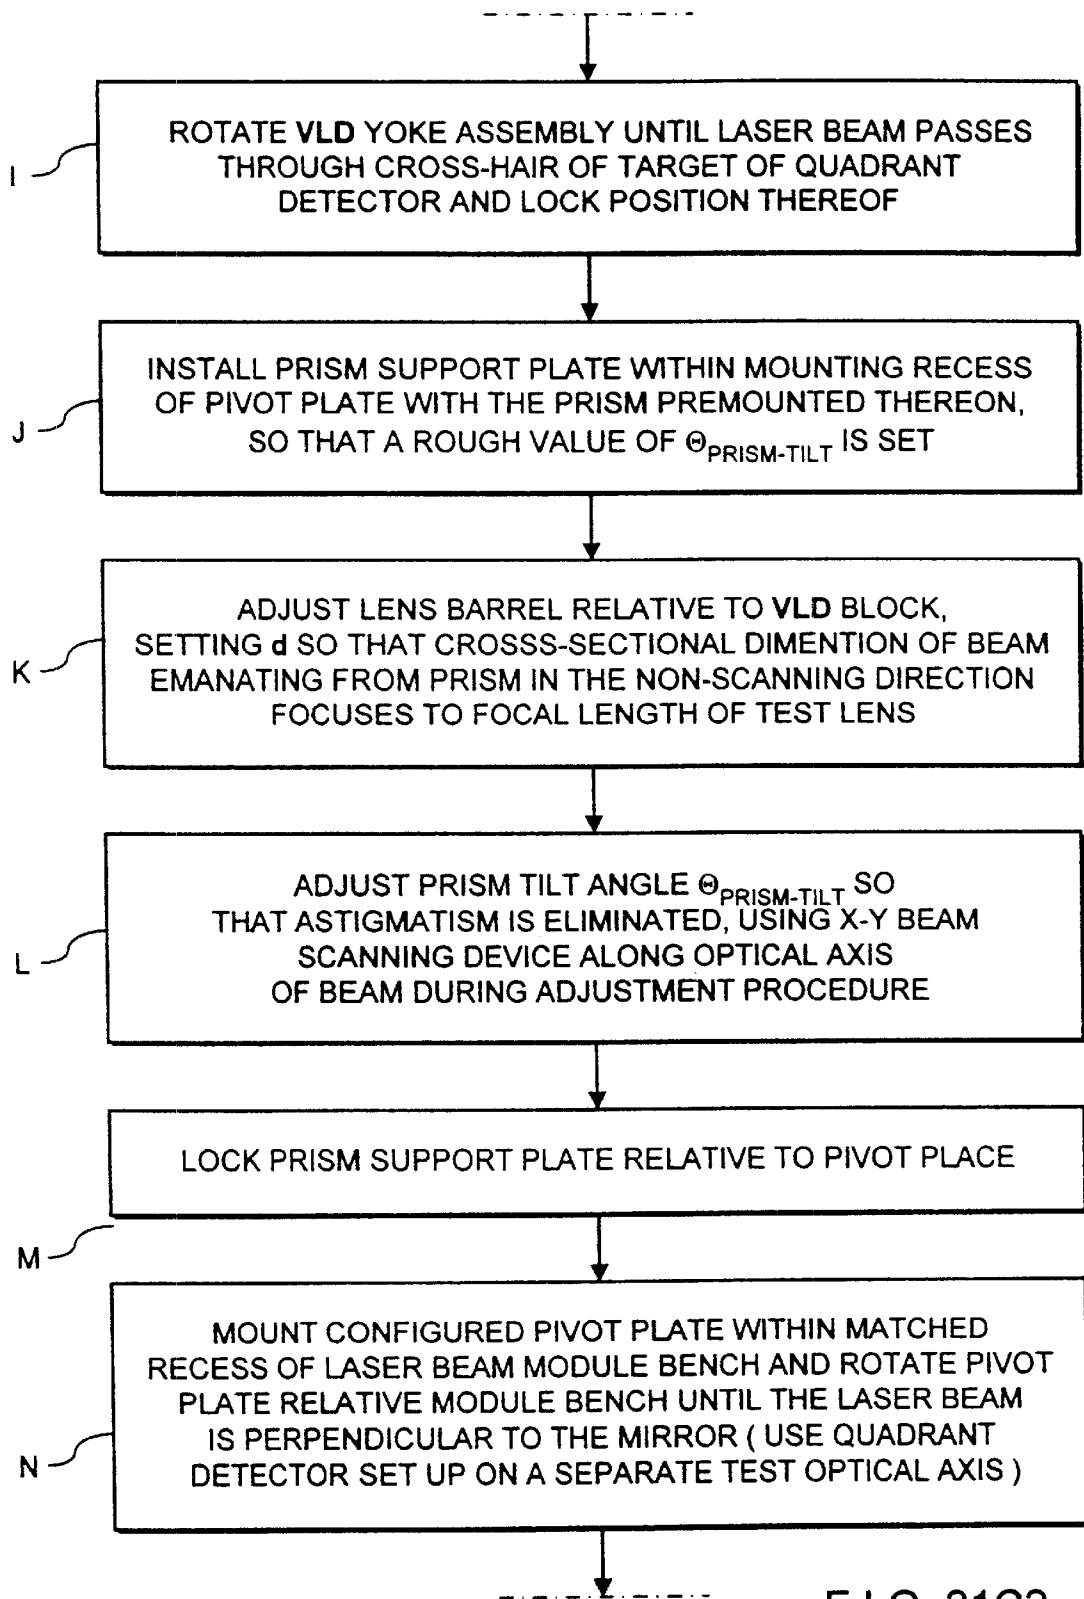 I
ROTATE VLD YOKE ASSEMBLY UNTIL LASER BEAM PASSES
THROUGH CROSS-HAIR OF TARGET OF QUADRANT
DETECTOR AND LOCK POSITION THEREOF
J
INSTALL PRISM SUPPORT PLATE WITHIN MOUNTING RECESS
OF PIVOT PLATE WITH THE PRISM PREMOUNTED THEREON,
SO THAT A ROUGH VALUE OF ΘPRISM-TILT IS SET
K
ADJUST LENS BARREL RELATIVE TO VLD BLOCK,
SETTING d SO THAT CROSSS-SECTIONAL DIMENTION OF BEAM
EMANATING FROM PRISM IN THE NON-SCANNING DIRECTION
FOCUSES TO FOCAL LENGTH OF TEST LENS
L
ADJUST PRISM TILT ANGLE ΘPRISM-TILT SO
THAT ASTIGMATISM IS ELIMINATED, USING X-Y BEAM
SCANNING DEVICE ALONG OPTICAL AXIS
OF BEAM DURING ADJUSTMENT PROCEDURE
LOCK PRISM SUPPORT PLATE RELATIVE TO PIVOT PLACE
M
MOUNT CONFIGURED PIVOT PLATE WITHIN MATCHED
RECESS OF LASER BEAM MODULE BENCH AND ROTATE PIVOT
PLATE RELATIVE MODULE BENCH UNTIL THE LASER BEAM
IS PERPENDICULAR TO THE MIRROR ( USE QUADRANT
DETECTOR SET UP ON A SEPARATE TEST OPTICAL AXIS )
N